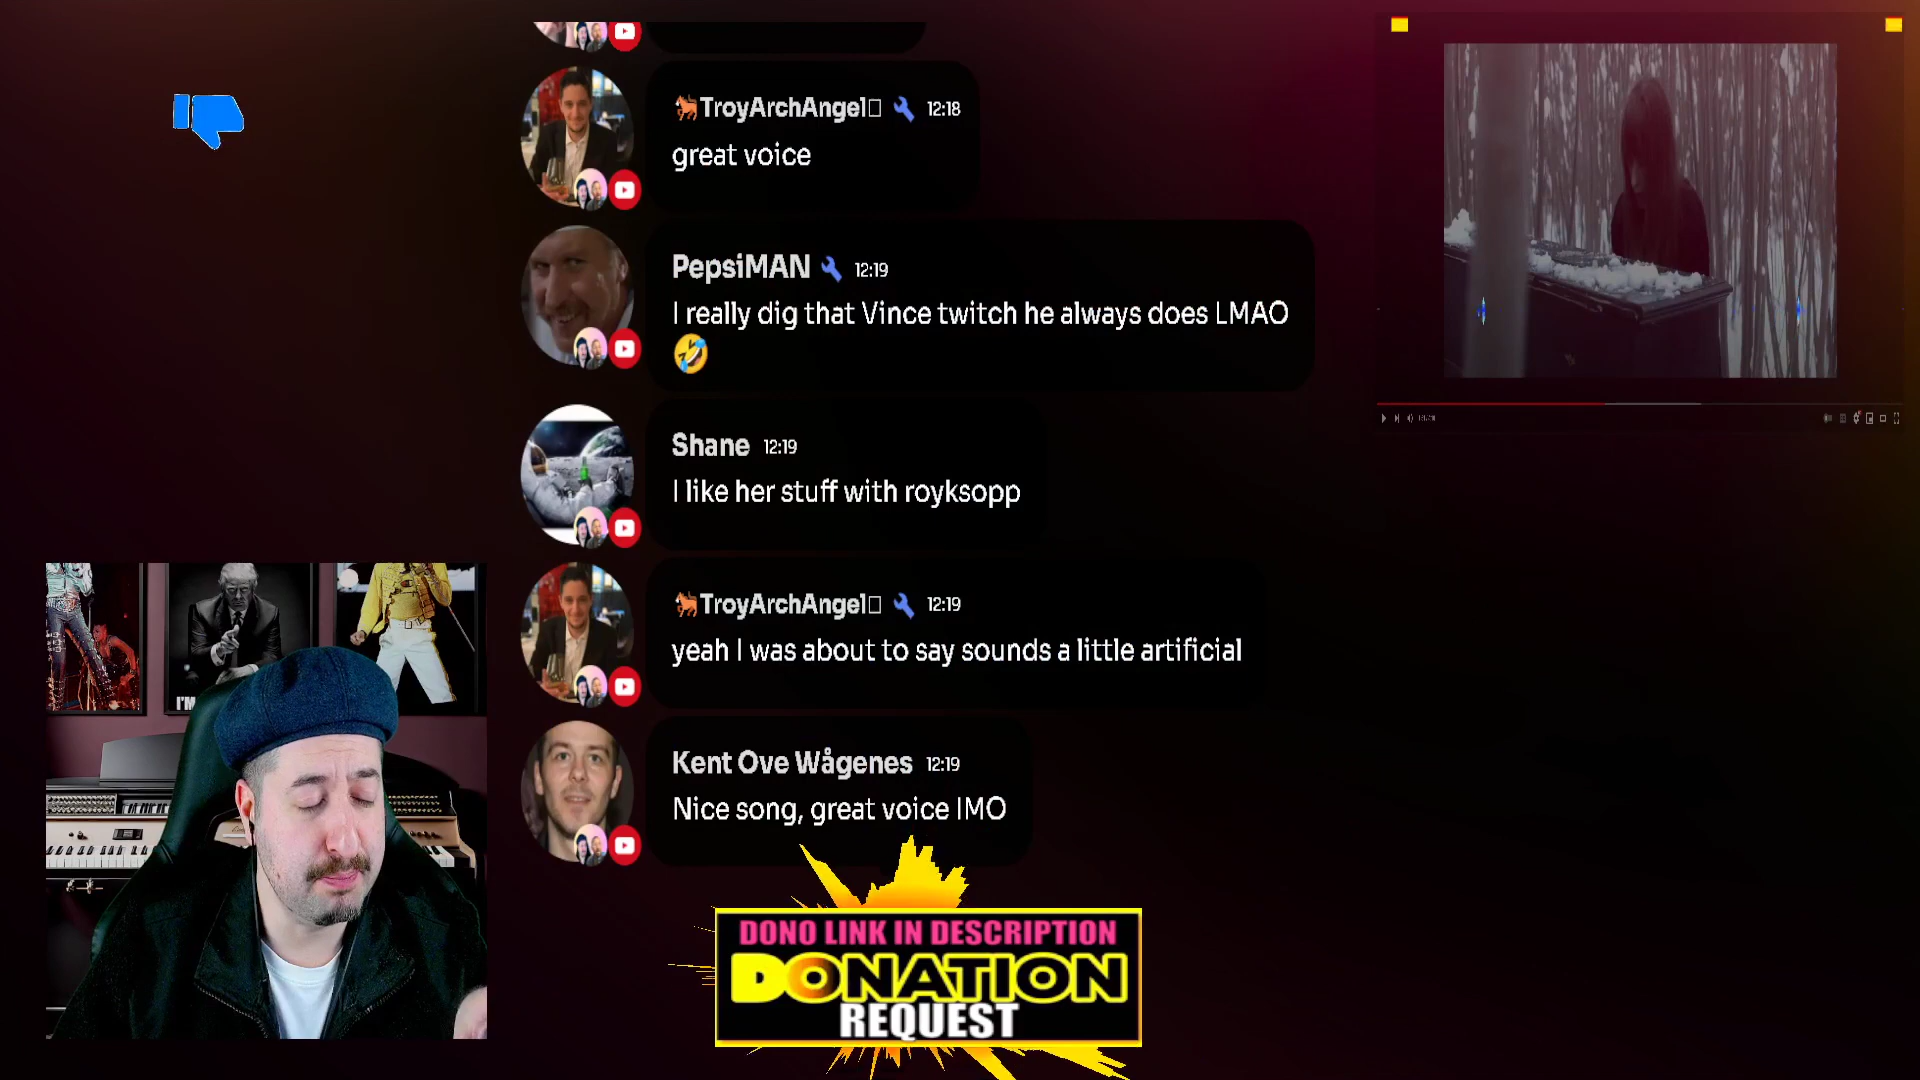 TroyArchAngel 12:18
great voice
PepsiMAN 12:19
I really dig that Vince twitch he always does LMAO
🤣
Shane 12:19
I like her stuff with royksopp
TroyArchAngel 12:19
yeah I was about to say sounds a little artificial
Kent Ove Wågenes 12:19
Nice song, great voice IMO
I'M
DONO LINK IN DESCRIPTION
DONATION
REQUEST